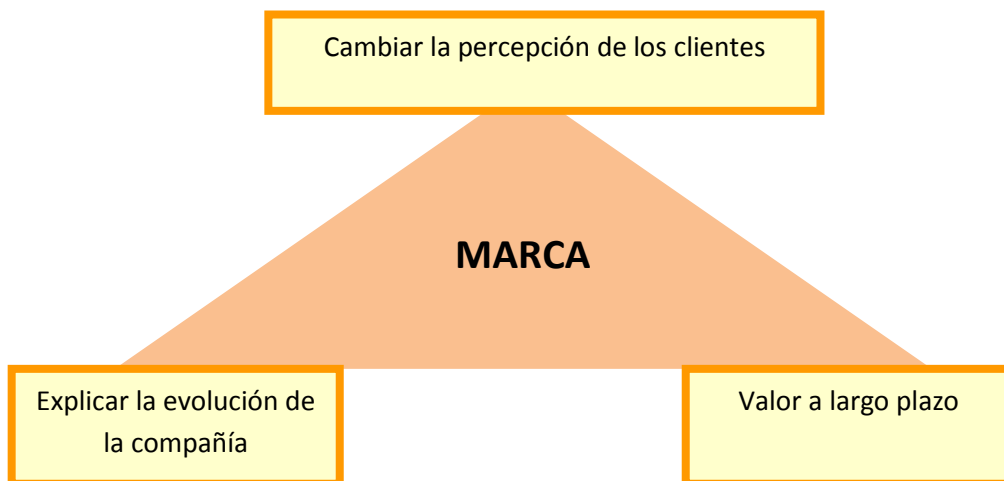 Cambiar la percepción de los clientes
MARCA
Explicar la evolución de
la compañía
Valor a largo plazo